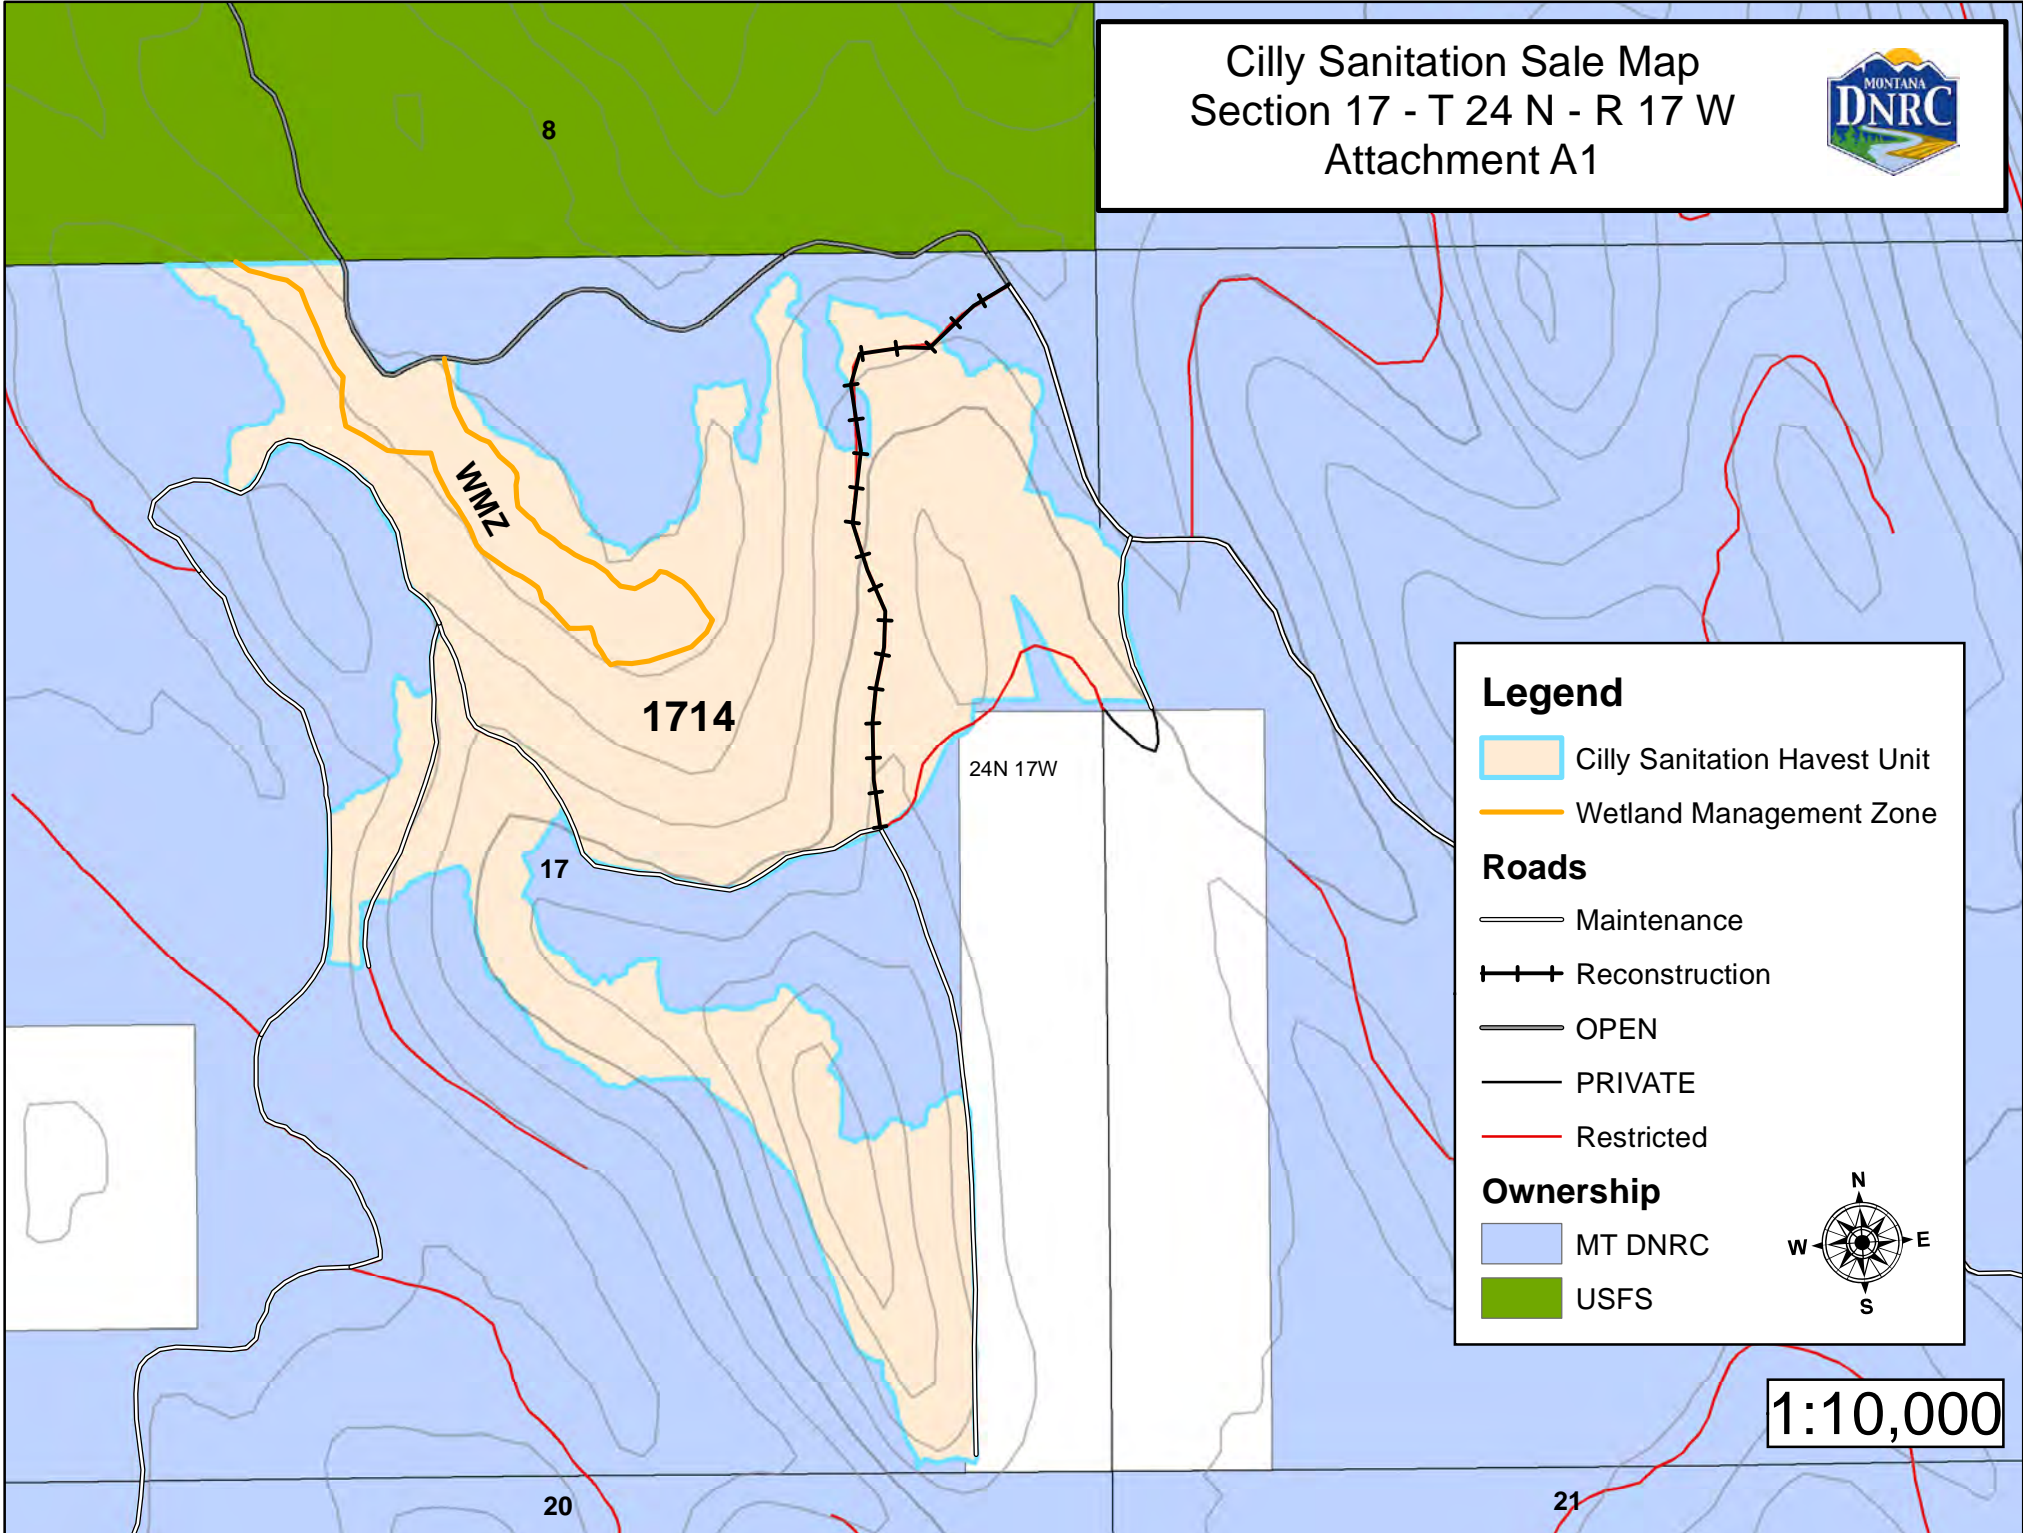 Cilly Sanitation Sale Map
Section 17 - T 24 N - R 17 W
Attachment A1
MONTANA
DNRC
8
WMZ
1714
24N 17W
17
20
21
Legend
Cilly Sanitation Havest Unit
Wetland Management Zone
Roads
Maintenance
Reconstruction
OPEN
PRIVATE
Restricted
Ownership
MT DNRC
USFS
N
W
E
S
1:10,000